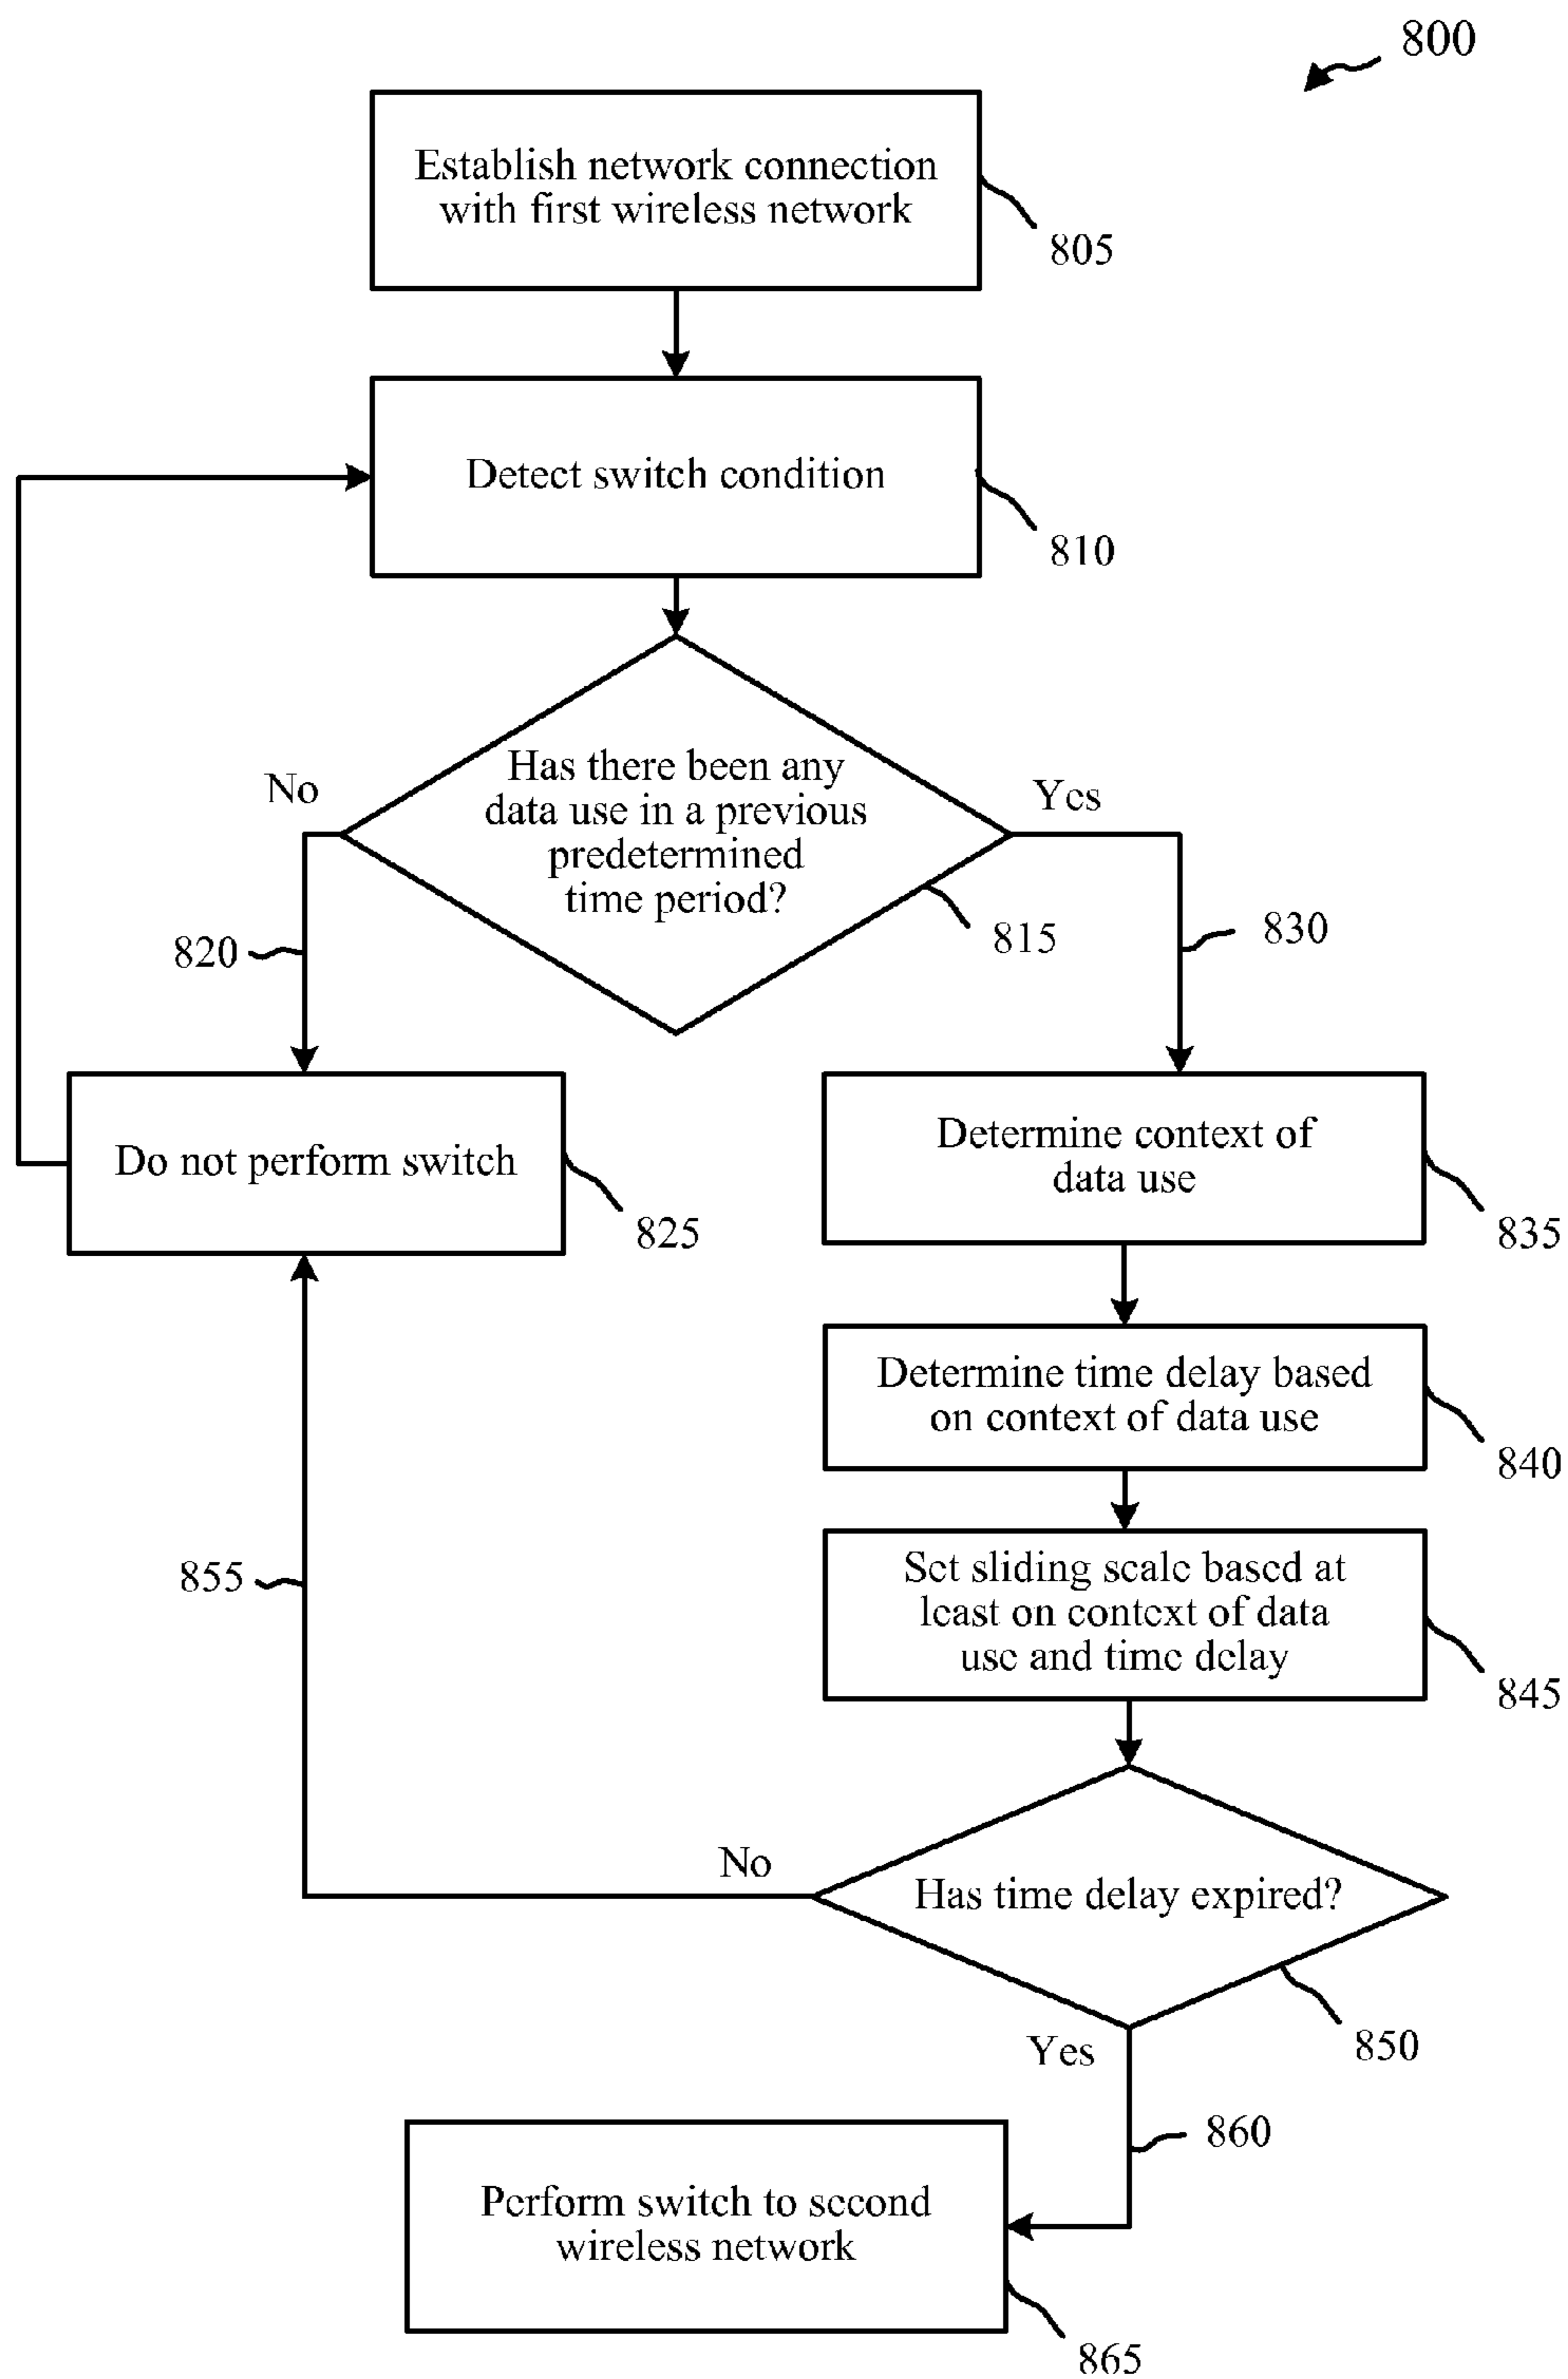 800
Establish network connection
with first wireless network
805
Detect switch condition
810
Has there been any
data use in a previous
predetermined
time period?
No
Yes
815
820
830
Do not perform switch
825
Determine context of
data use
835
Determine time delay based
on context of data use
840
Set sliding scale based at
least on context of data
use and time delay
845
855
No
Has time delay expired?
850
Yes
860
Perform switch to second
wireless network
865